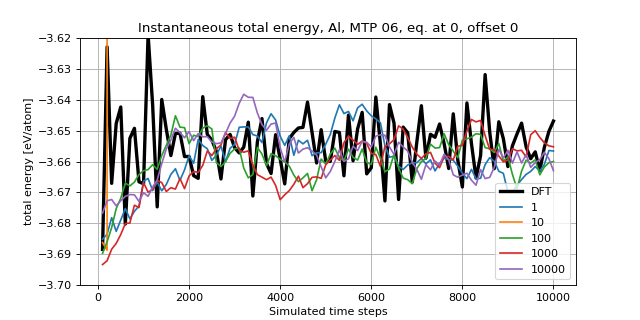 Instantaneous total energy, Al, MTP 06, eq. at 0, offset 0
total energy [eV/atom]
−3.62
−3.63
−3.64
−3.65
−3.66
−3.67
−3.68
−3.69
−3.70
DFT
1
10
100
1000
10000
0 2000 4000 6000 8000 10000
Simulated time steps